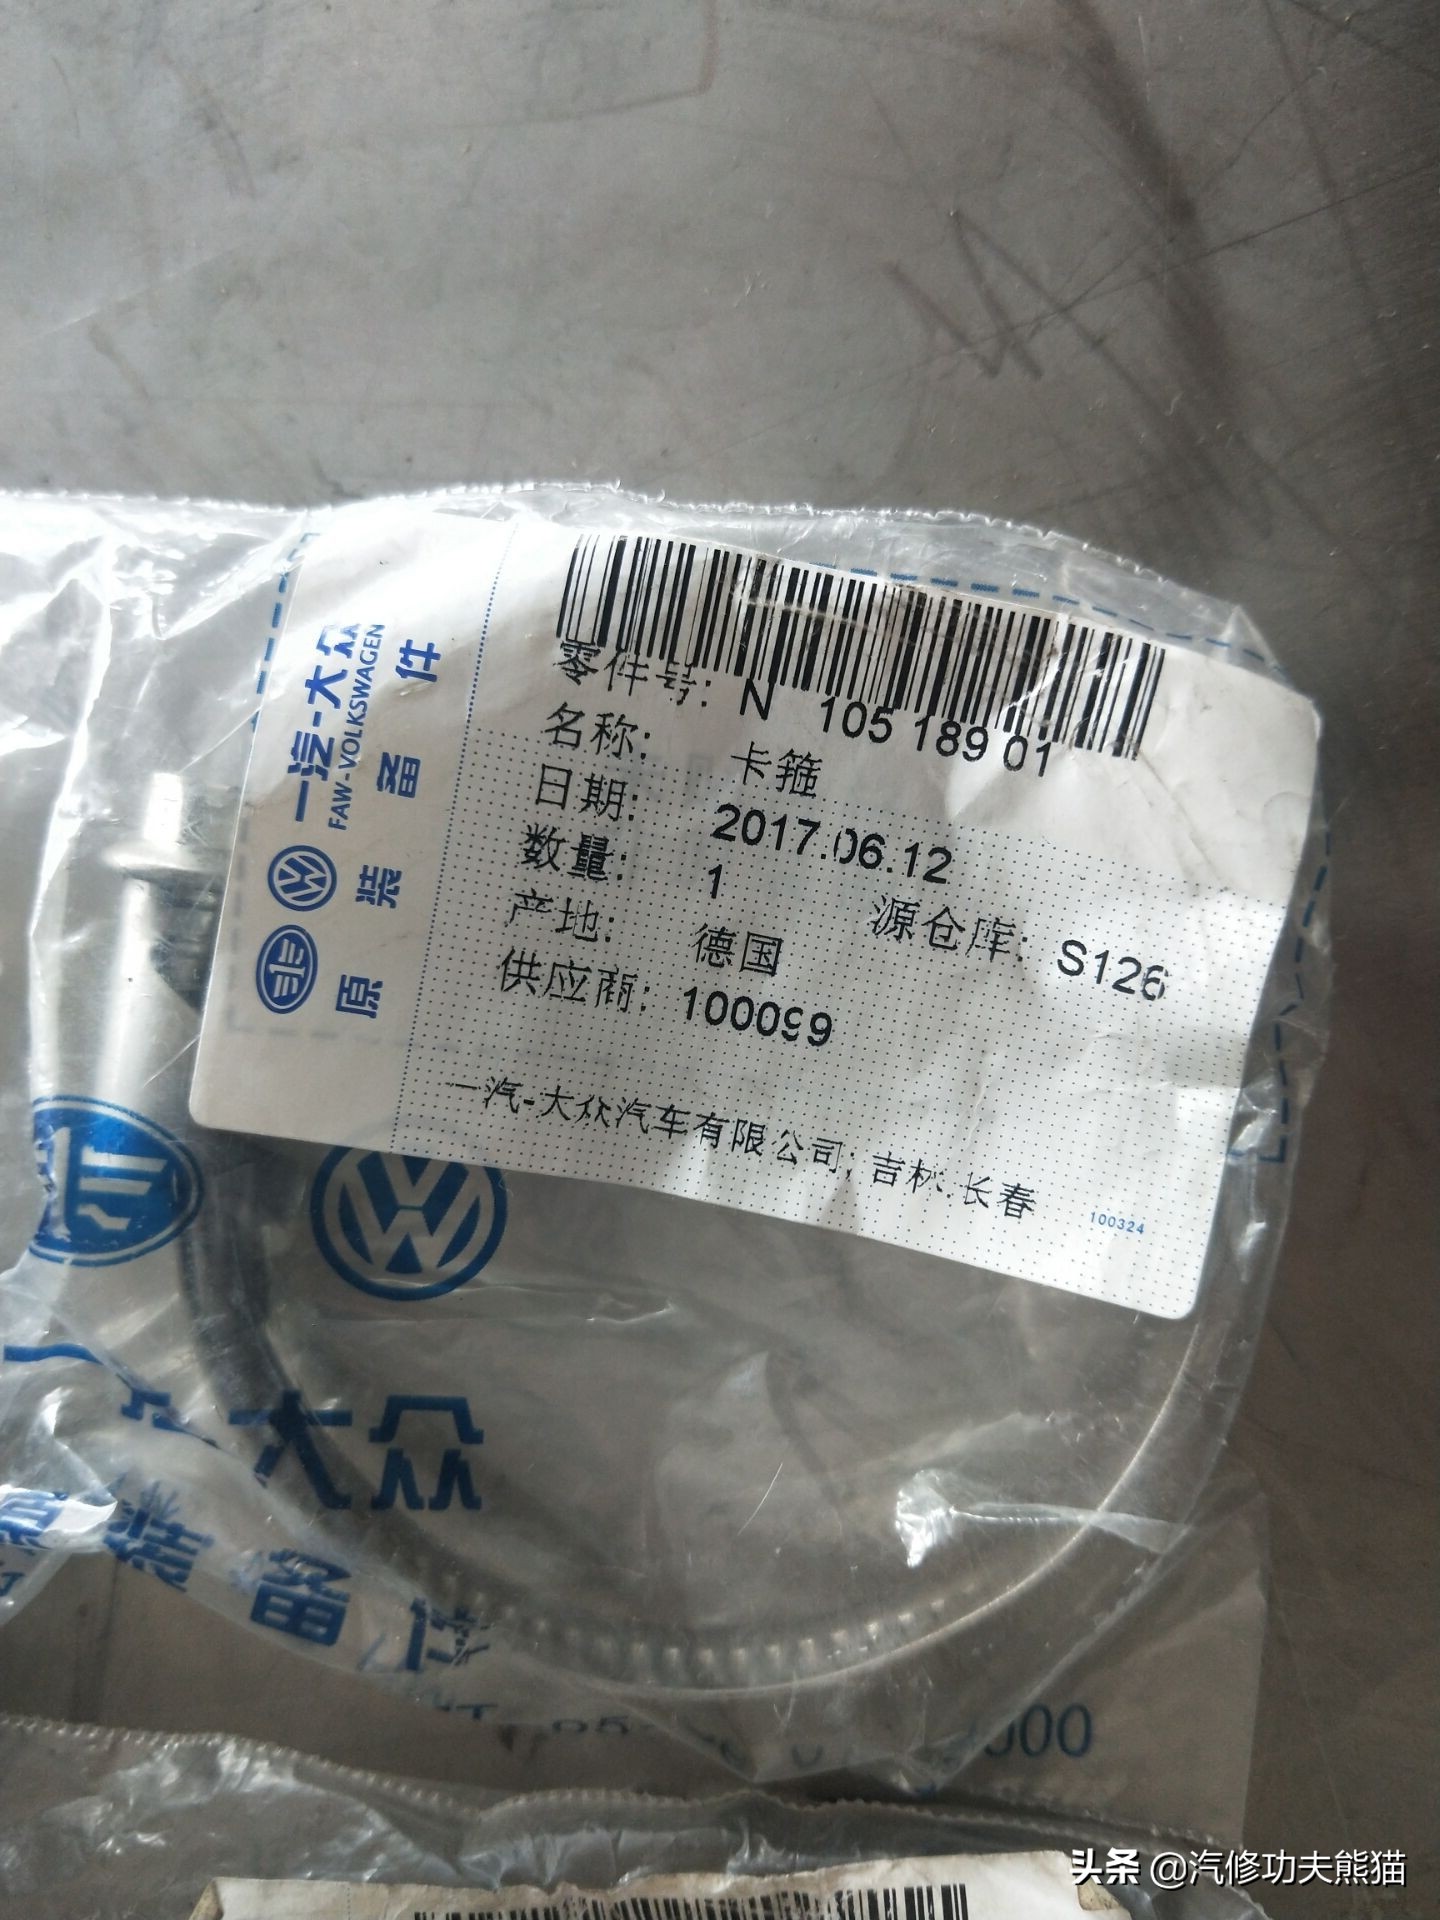 一汽-大众
FAW-VOLKSWAGEN
原装备件
零件号: N 105 189 01
名称: 卡箍
日期: 2017.06.12
数量: 1 源仓库: S126
产地: 德国
供应商: 100099
一汽-大众汽车有限公司; 吉林.长春
100324
大众
装备
000
头条 @汽修功夫熊猫